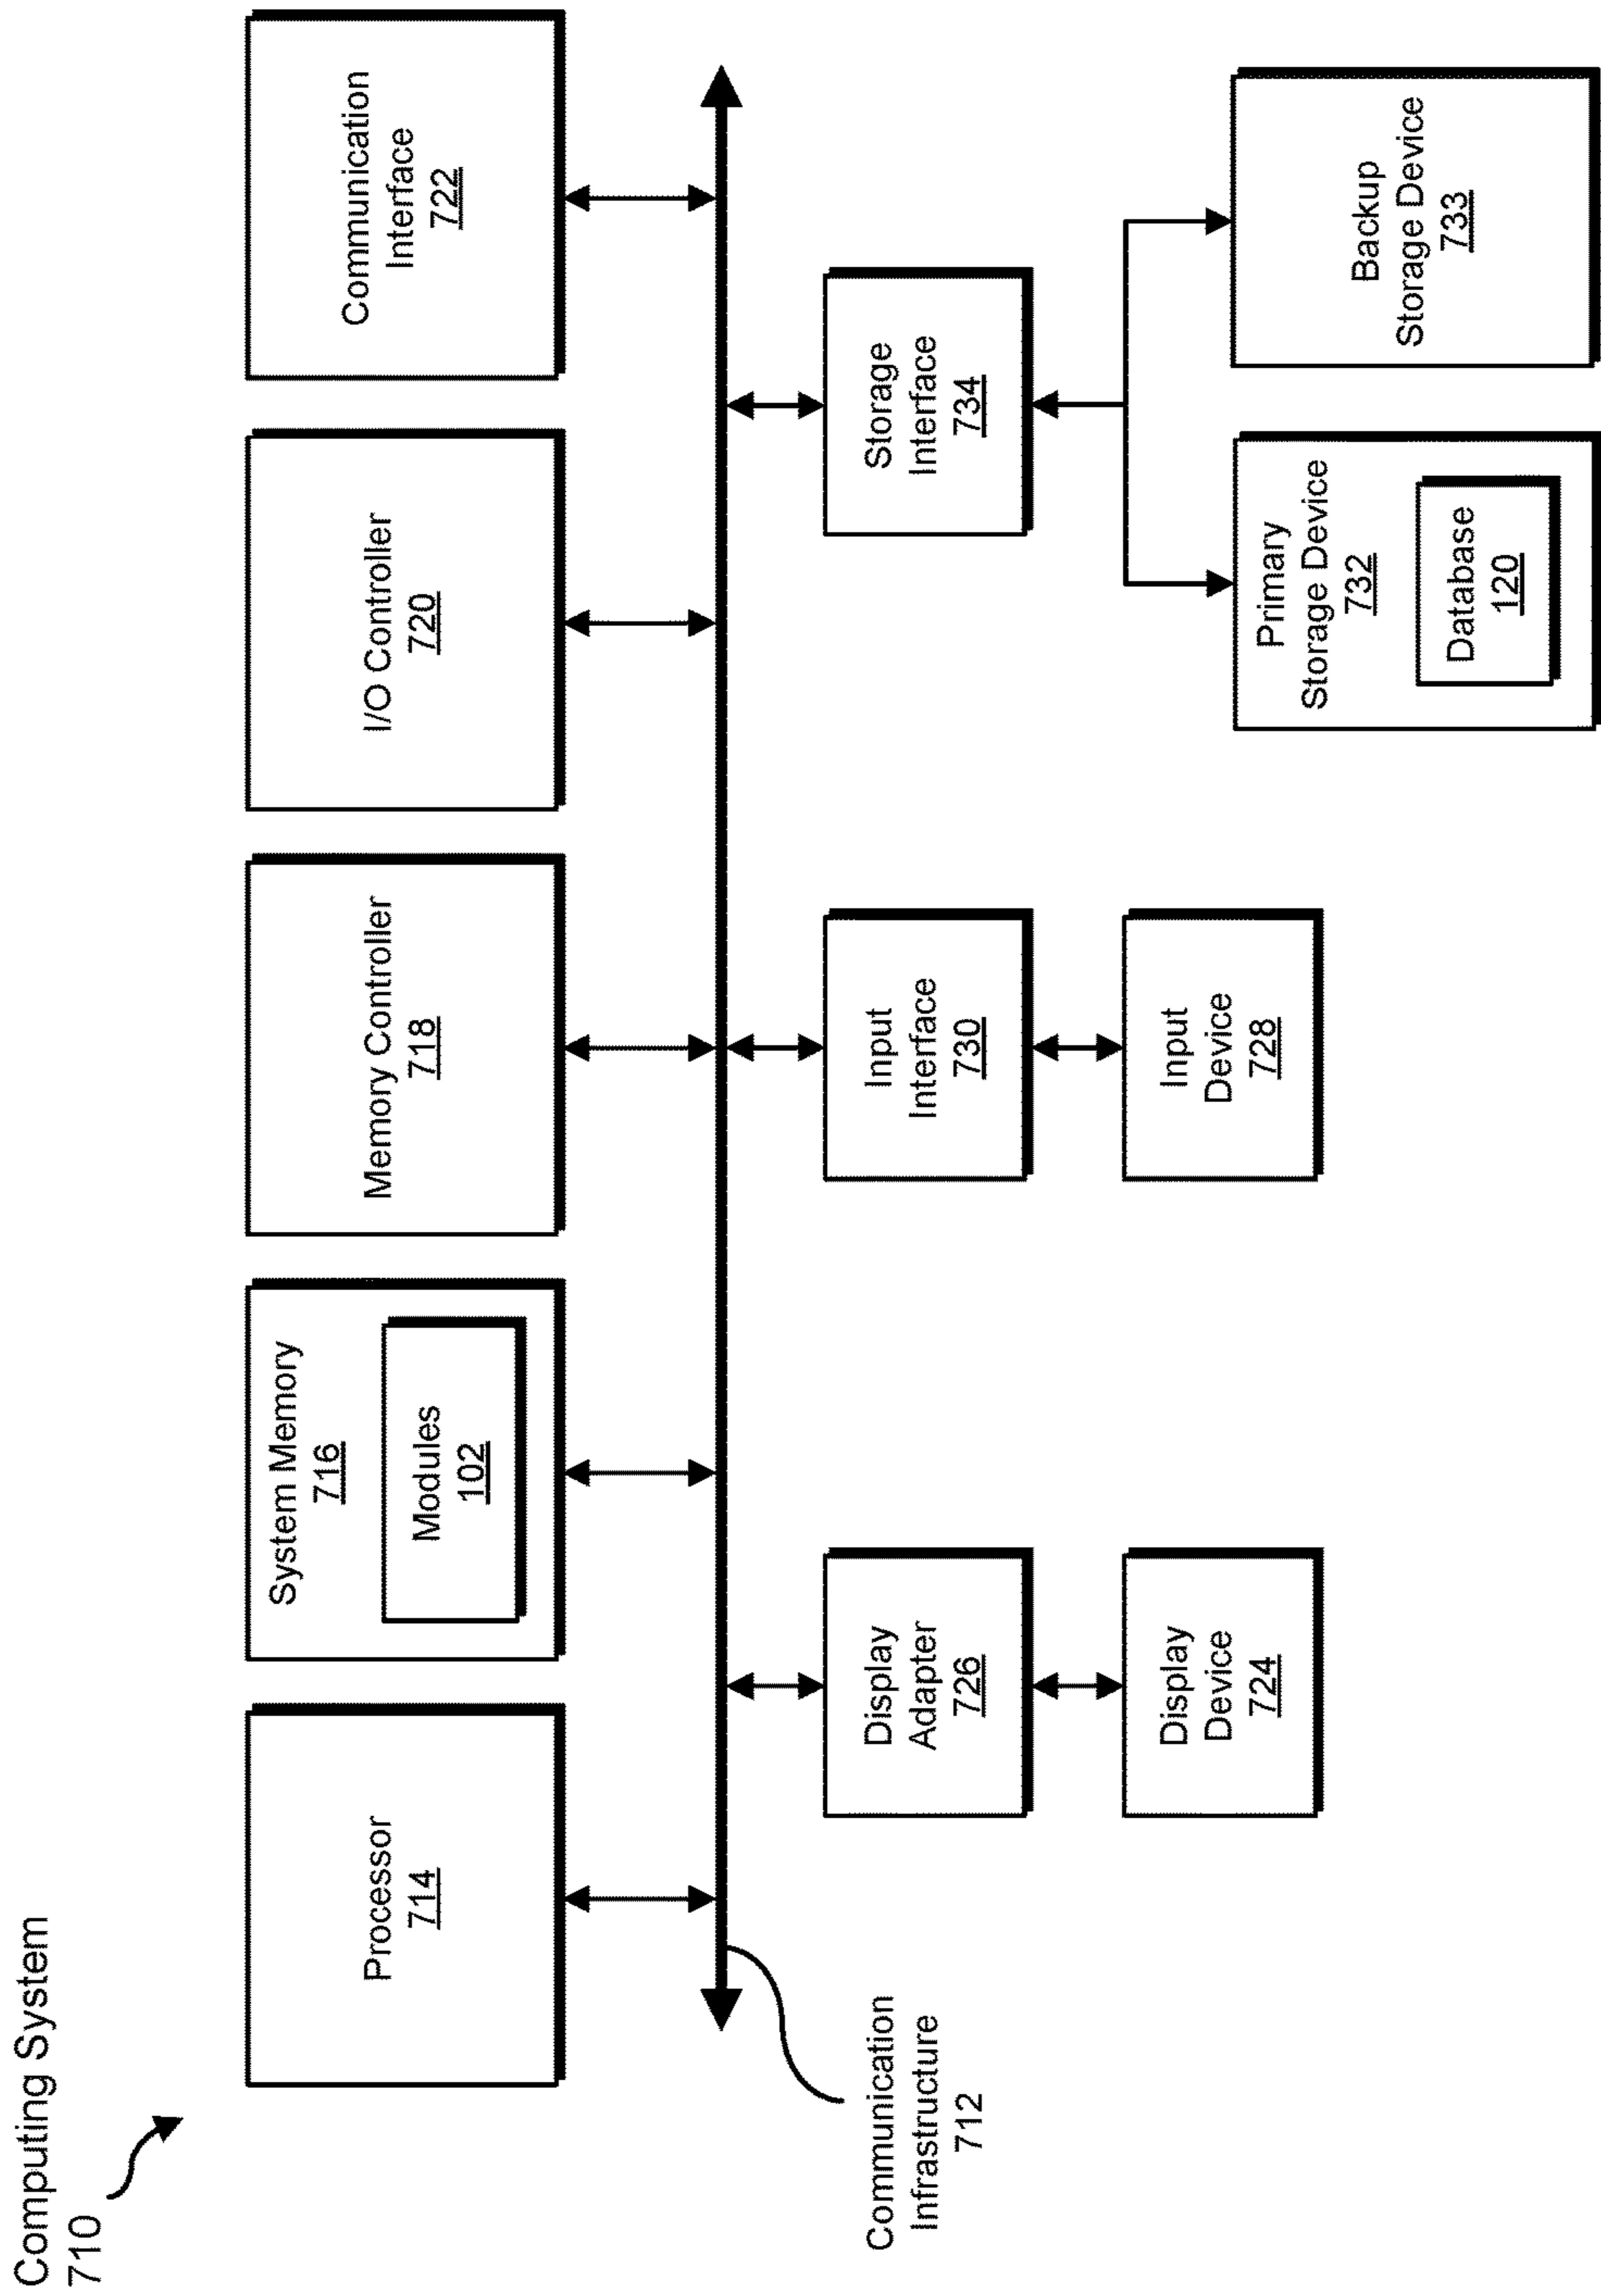 Computing System
710
Processor
714
System Memory
716
Modules
102
Memory Controller
718
I/O Controller
720
Communication
Interface
722
Communication
Infrastructure
712
Display
Adapter
726
Input
Interface
730
Storage
Interface
734
Display
Device
724
Input
Device
728
Primary
Storage Device
732
Database
120
Backup
Storage Device
733